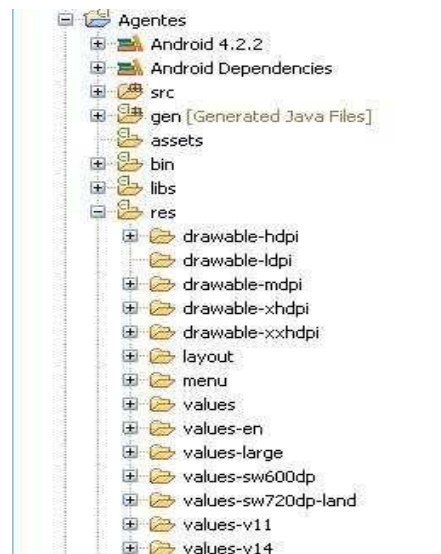 Agentes
Android 4.2.2
Android Dependencies
src
gen [Generated Java Files]
assets
bin
libs
res
drawable-hdpi
drawable-ldpi
drawable-mdpi
drawable-xhdpi
drawable-xxhdpi
layout
menu
values
values-en
values-large
values-sw600dp
values-sw720dp-land
values-v11
values-v14